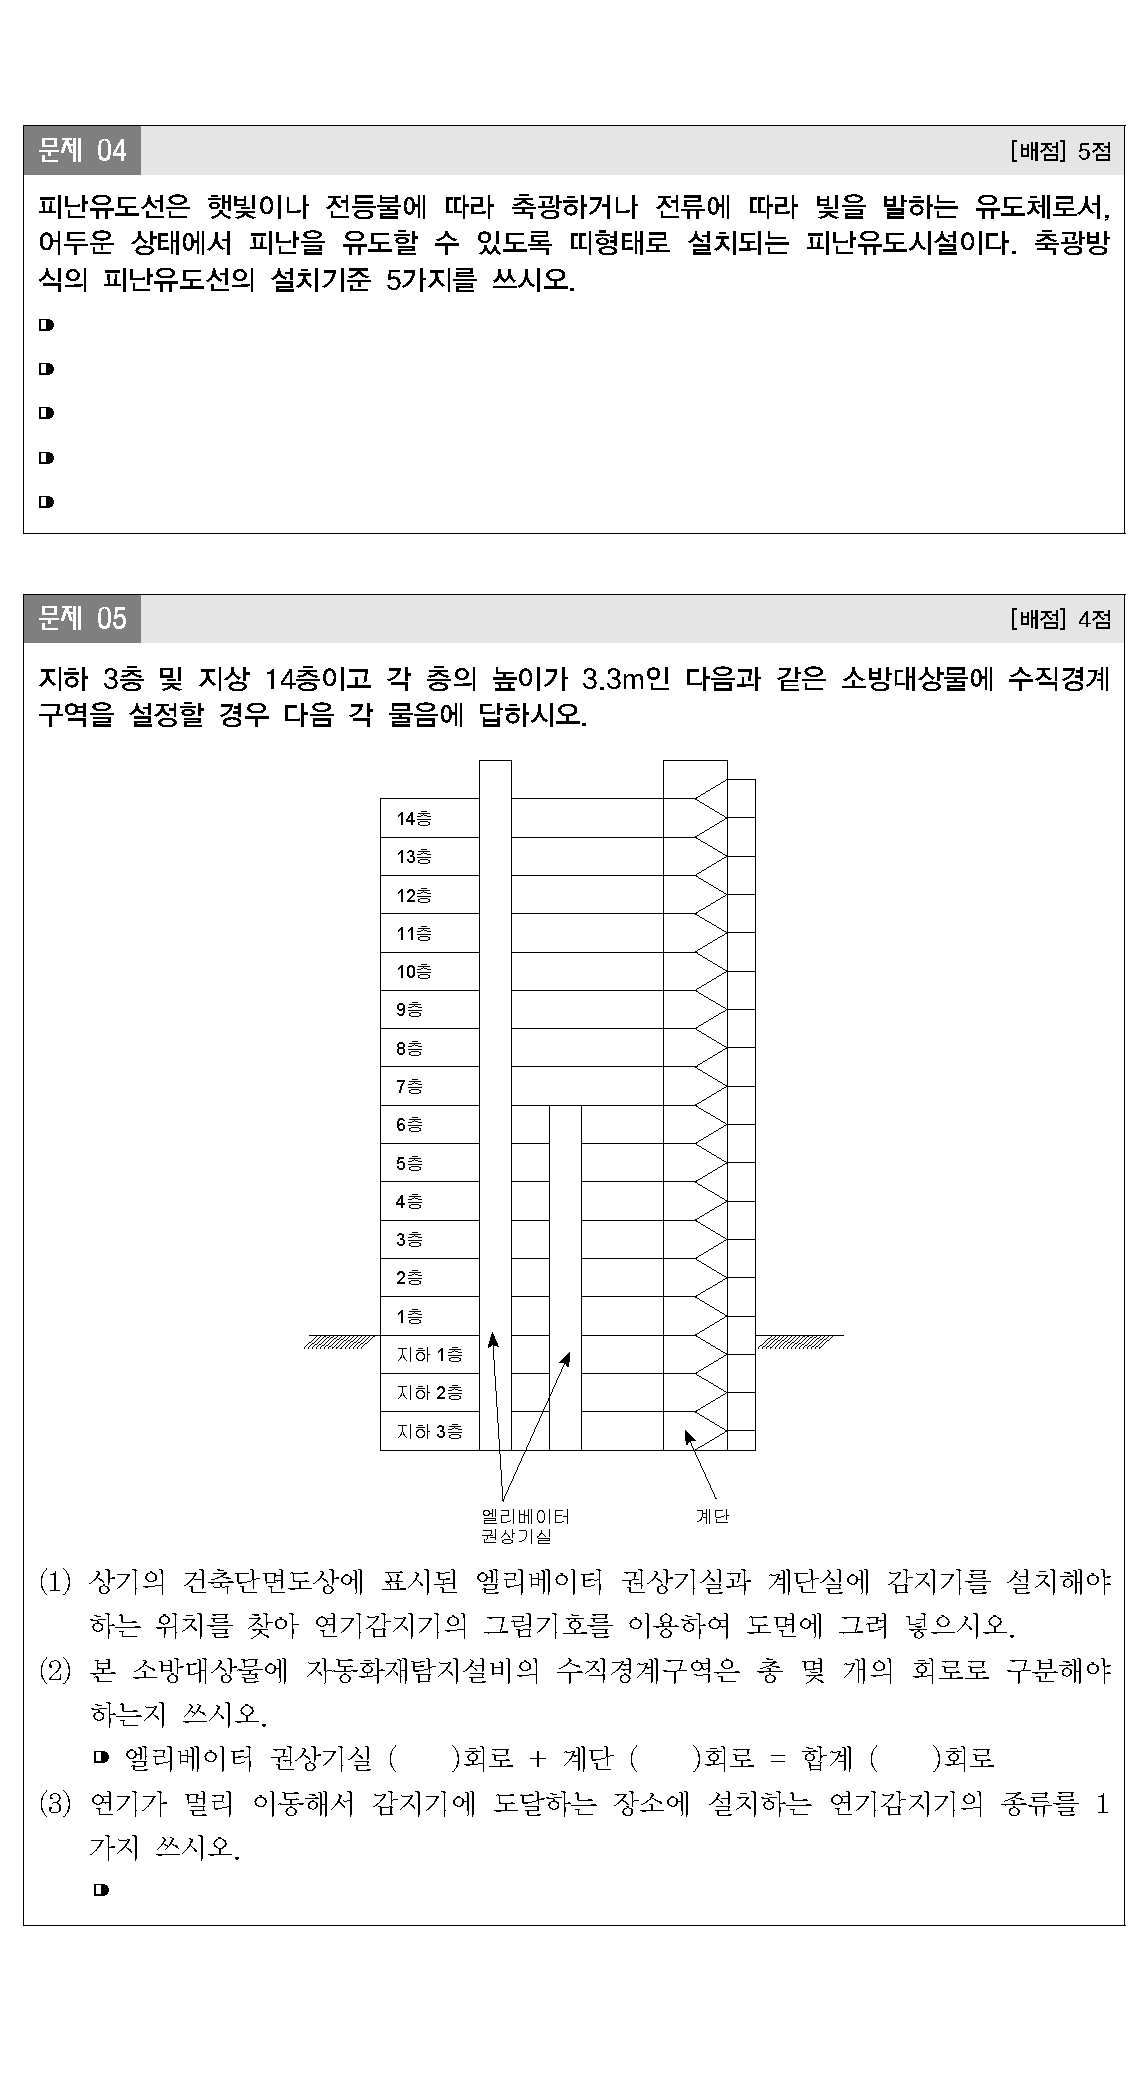 문제 04
[배점] 5점
피난유도선은 햇빛이나 전등불에 따라 축광하거나 전류에 따라 빛을 발하는 유도체로서,
어두운 상태에서 피난을 유도할 수 있도록 띠형태로 설치되는 피난유도시설이다. 축광방
식의 피난유도선의 설치기준 5가지를 쓰시오.
문제 05
[배점] 4점
지하 3층 및 지상 14층이고 각 층의 높이가 3.3m인 다음과 같은 소방대상물에 수직경계
구역을 설정할 경우 다음 각 물음에 답하시오.
14층
13층
12층
11층
10층
9층
8층
7층
6층
5층
4층
3층
2층
1층
지하 1층
지하 2층
지하 3층
엘리베이터
권상기실
계단
(1) 상기의 건축단면도상에 표시된 엘리베이터 권상기실과 계단실에 감지기를 설치해야
하는 위치를 찾아 연기감지기의 그림기호를 이용하여 도면에 그려 넣으시오.
(2) 본 소방대상물에 자동화재탐지설비의 수직경계구역은 총 몇 개의 회로로 구분해야
하는지 쓰시오.
엘리베이터 권상기실 ( )회로 + 계단 ( )회로 = 합계 ( )회로
(3) 연기가 멀리 이동해서 감지기에 도달하는 장소에 설치하는 연기감지기의 종류를 1
가지 쓰시오.